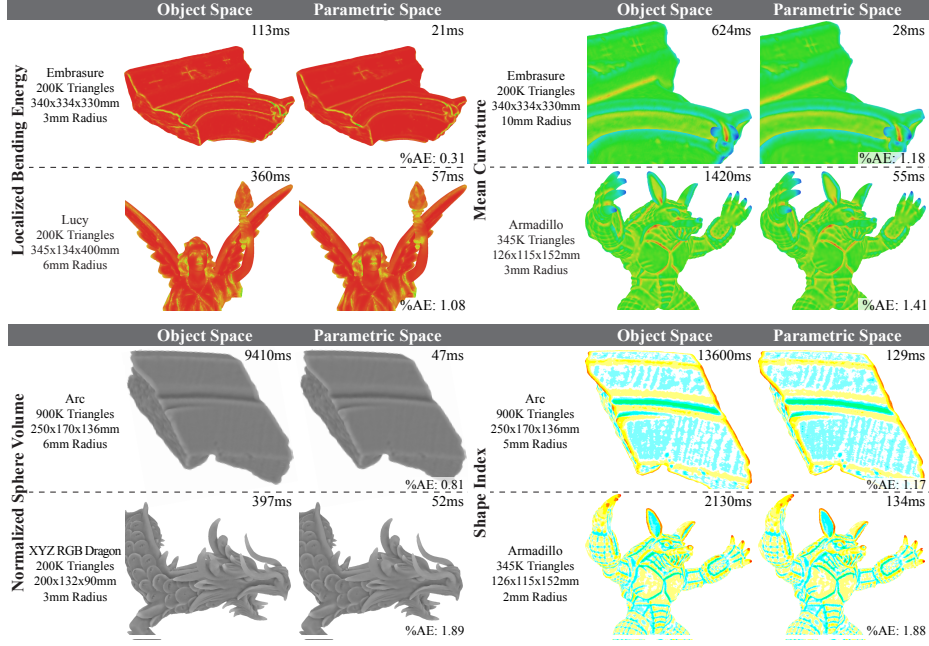 Object Space
Parametric Space
Localized Bending Energy
Embrasure
200K Triangles
340x334x330mm
3mm Radius
113ms
21ms
%AE: 0.31
Lucy
200K Triangles
345x134x400mm
6mm Radius
360ms
57ms
%AE: 1.08
Object Space
Parametric Space
Mean Curvature
Embrasure
200K Triangles
340x334x330mm
10mm Radius
624ms
28ms
%AE: 1.18
Armadillo
345K Triangles
126x115x152mm
3mm Radius
1420ms
55ms
%AE: 1.41
Object Space
Parametric Space
Normalized Sphere Volume
Arc
900K Triangles
250x170x136mm
6mm Radius
9410ms
47ms
%AE: 0.81
XYZ RGB Dragon
200K Triangles
200x132x90mm
3mm Radius
397ms
52ms
%AE: 1.89
Object Space
Parametric Space
Shape Index
Arc
900K Triangles
250x170x136mm
5mm Radius
13600ms
129ms
%AE: 1.17
Armadillo
345K Triangles
126x115x152mm
2mm Radius
2130ms
134ms
%AE: 1.88